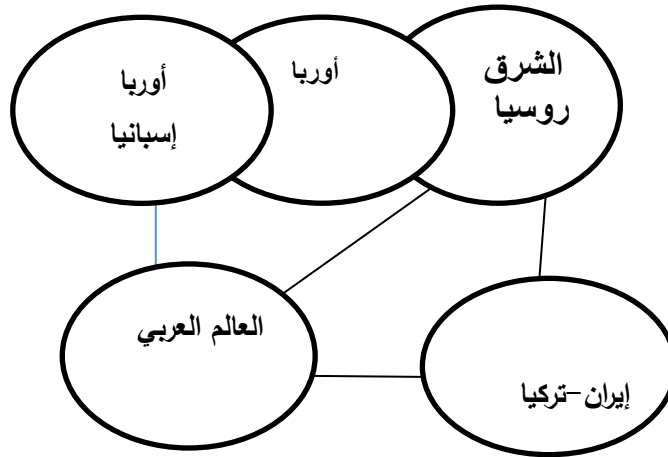 الشرق
روسيا
أوربا
أوربا
إسبانيا
العالم العربي
إيران-تركيا